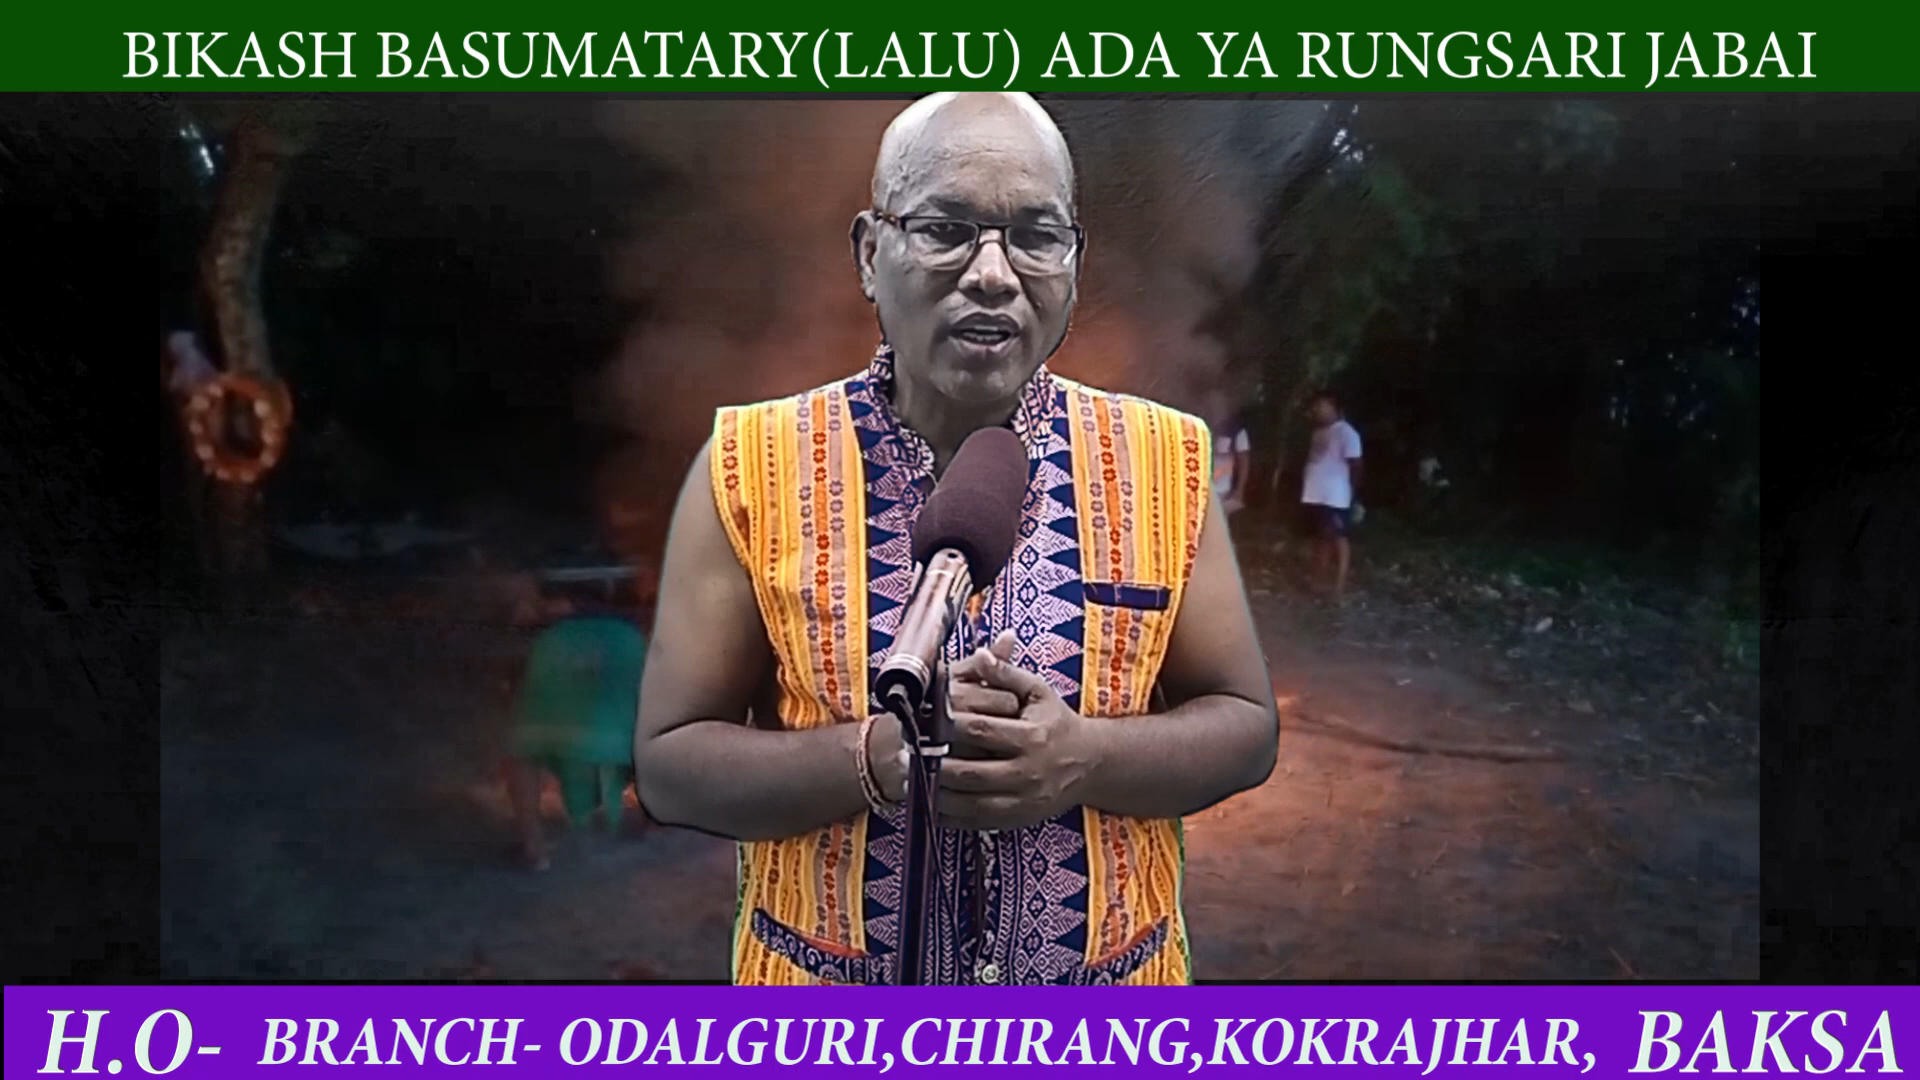 BIKASH BASUMATARY(LALU) ADA YA RUNGSARI JABAI
H.O- BRANCH- ODALGURI,CHIRANG,KOKRAJHAR, BAKSA